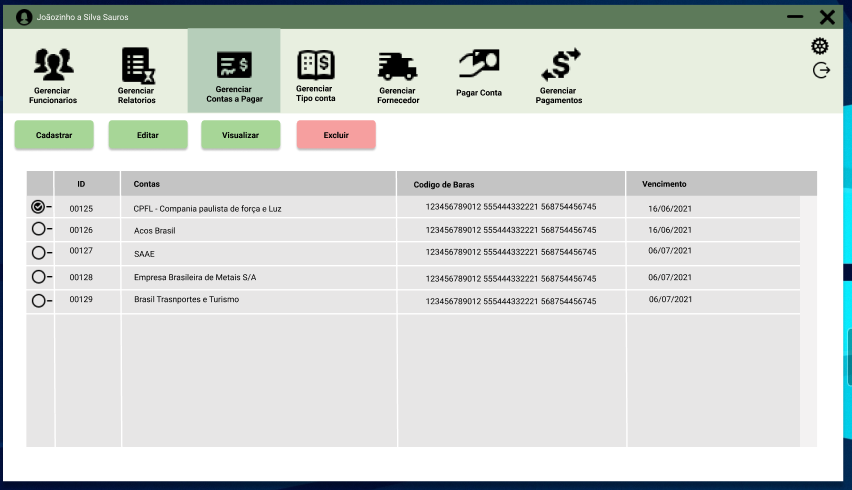 Joãozinho a Silva Sauros
Gerenciar
Funcionarios
Gerenciar
Relatorios
Gerenciar
Contas a Pagar
Gerenciar
Tipo conta
Gerenciar
Fornecedor
Pagar Conta
Gerenciar
Pagamentos
Cadastrar Editar Visualizar Excluir
ID Contas Codigo de Baras Vencimento
00125 CPFL - Compania paulista de força e Luz 123456789012 555444332221 568754456745 16/06/2021
00126 Acos Brasil 123456789012 555444332221 568754456745 16/06/2021
00127 SAAE 123456789012 555444332221 568754456745 06/07/2021
00128 Empresa Brasileira de Metais S/A 123456789012 555444332221 568754456745 06/07/2021
00129 Brasil Trasnportes e Turismo 123456789012 555444332221 568754456745 06/07/2021